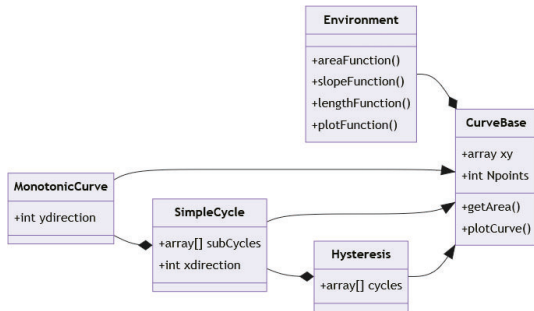 Environment
+areaFunction()
+slopeFunction()
+lengthFunction()
+plotFunction()
CurveBase
+array xy
+int Npoints
+getArea()
+plotCurve()
MonotonicCurve
+int ydirection
SimpleCycle
+array[] subCycles
+int xdirection
Hysteresis
+array[] cycles